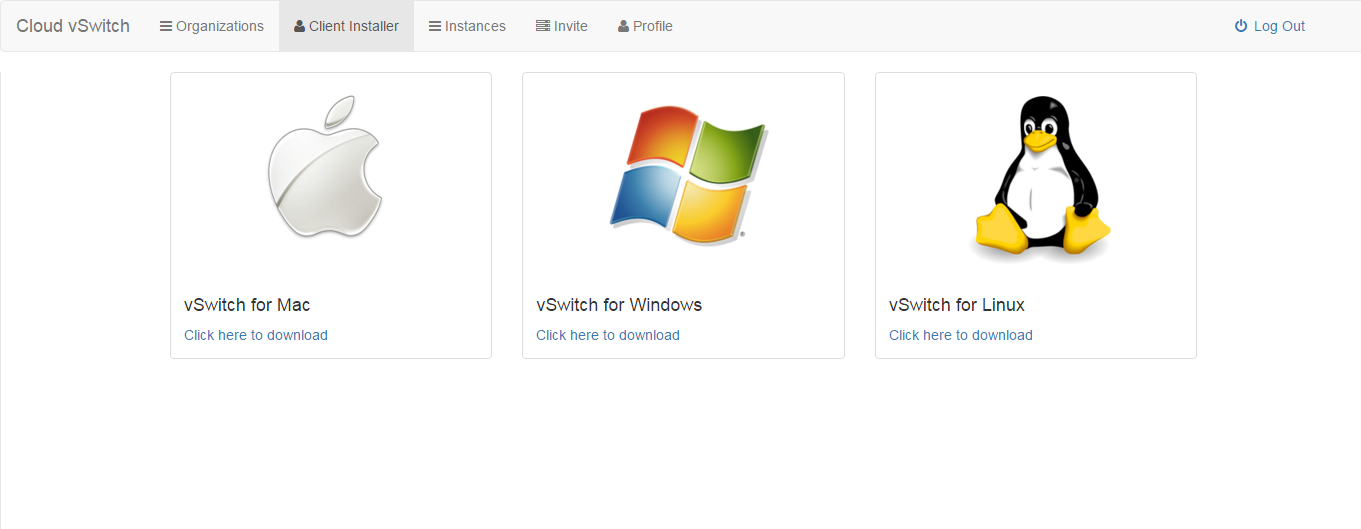 Cloud vSwitch Organizations Client Installer Instances Invite Profile Log Out
vSwitch for Mac
Click here to download
vSwitch for Windows
Click here to download
vSwitch for Linux
Click here to download